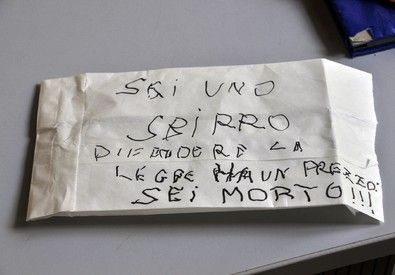 SEI UNO
SBIRRO
DIFENDERE LA
LEGGE HA UN PREZZO:
SEI MORTO!!!